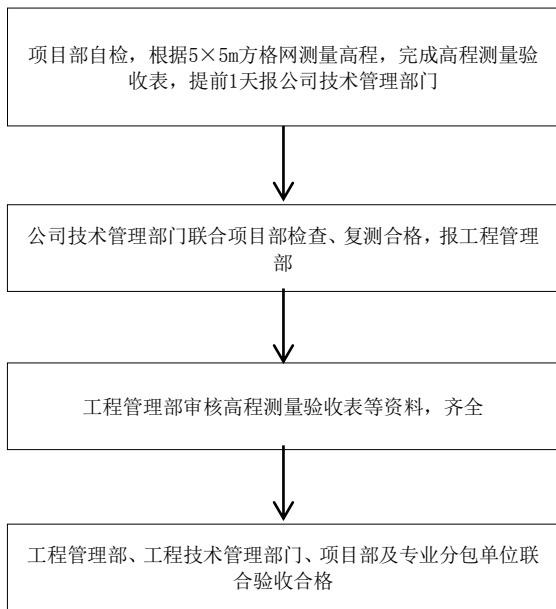 项目部自检，根据5×5m方格网测量高程，完成高程测量验
收表，提前1天报公司技术管理部门
公司技术管理部门联合项目部检查、复测合格，报工程管理
部
工程管理部审核高程测量验收表等资料，齐全
工程管理部、工程技术管理部门、项目部及专业分包单位联
合验收合格